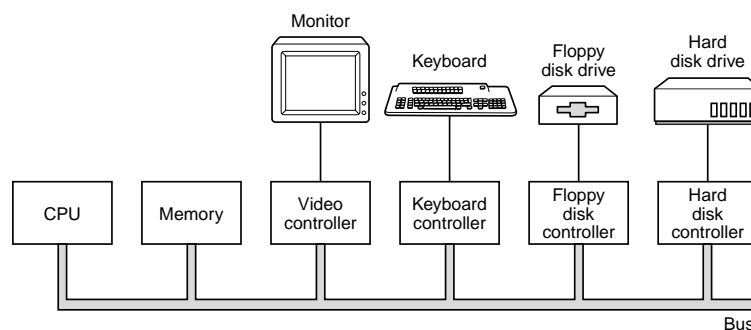 Monitor
Keyboard
Floppy
disk drive
Hard
disk drive
CPU
Memory
Video
controller
Keyboard
controller
Floppy
disk
controller
Hard
disk
controller
Bus